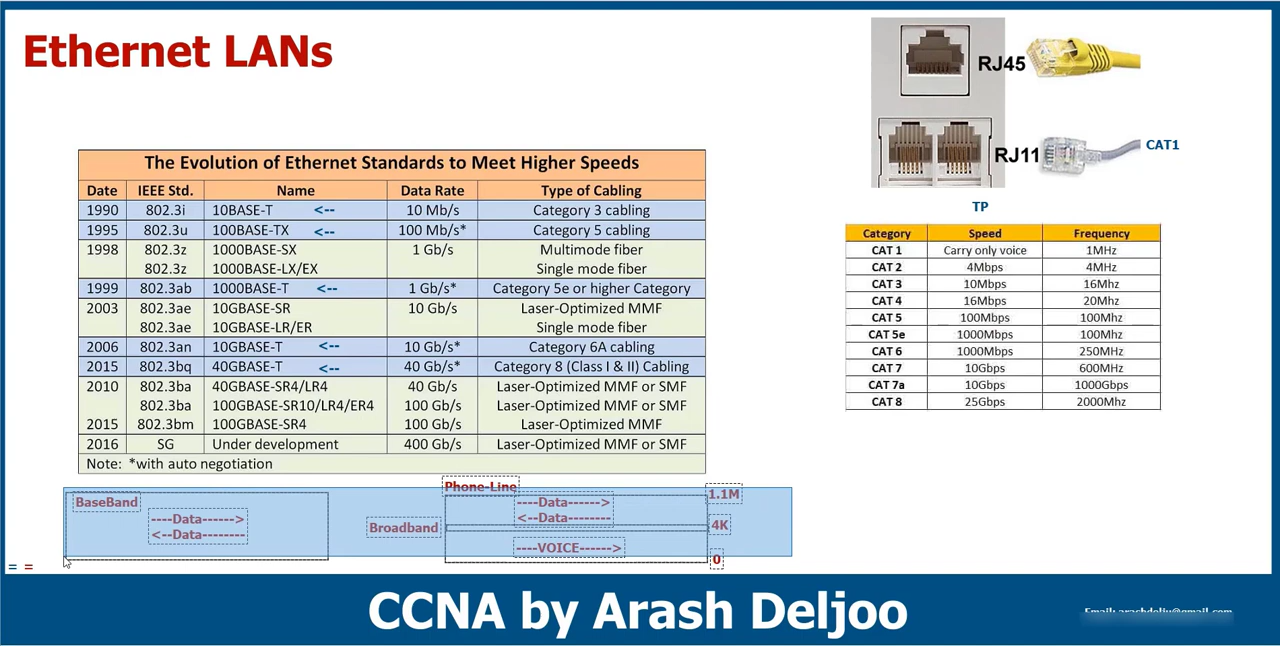 Ethernet LANs
RJ45
RJ11
CAT1
The Evolution of Ethernet Standards to Meet Higher Speeds
Date IEEE Std. Name Data Rate Type of Cabling
1990 802.3i 10BASE-T <-- 10 Mb/s Category 3 cabling
1995 802.3u 100BASE-TX <-- 100 Mb/s* Category 5 cabling
1998 802.3z 1000BASE-SX 1 Gb/s Multimode fiber
802.3z 1000BASE-LX/EX Single mode fiber
1999 802.3ab 1000BASE-T <-- 1 Gb/s* Category 5e or higher Category
2003 802.3ae 10GBASE-SR 10 Gb/s Laser-Optimized MMF
802.3ae 10GBASE-LR/ER Single mode fiber
2006 802.3an 10GBASE-T <-- 10 Gb/s* Category 6A cabling
2015 802.3bq 40GBASE-T <-- 40 Gb/s* Category 8 (Class I & II) Cabling
2010 802.3ba 40GBASE-SR4/LR4 40 Gb/s Laser-Optimized MMF or SMF
802.3ba 100GBASE-SR10/LR4/ER4 100 Gb/s Laser-Optimized MMF or SMF
2015 802.3bm 100GBASE-SR4 100 Gb/s Laser-Optimized MMF
2016 SG Under development 400 Gb/s Laser-Optimized MMF or SMF
Note: *with auto negotiation
TP
Category Speed Frequency
CAT 1 Carry only voice 1MHz
CAT 2 4Mbps 4MHz
CAT 3 10Mbps 16Mhz
CAT 4 16Mbps 20Mhz
CAT 5 100Mbps 100Mhz
CAT 5e 1000Mbps 100Mhz
CAT 6 1000Mbps 250MHz
CAT 7 10Gbps 600MHz
CAT 7a 10Gbps 1000Gbps
CAT 8 25Gbps 2000Mhz
BaseBand
----Data------>
<--Data--------
Phone-Line
Broadband
----Data------>
<--Data--------
----VOICE------>
1.1M
4K
0
= =
CCNA by Arash Deljoo
Email: